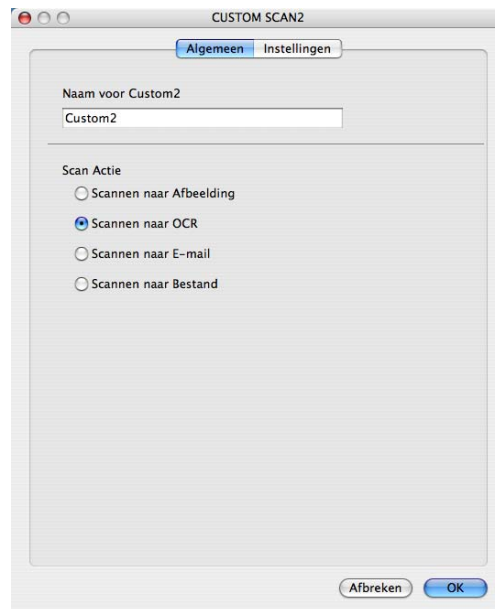 CUSTOM SCAN2
Algemeen Instellingen
Naam voor Custom2
Custom2
Scan Actie
Scannen naar Afbeelding
Scannen naar OCR
Scannen naar E-mail
Scannen naar Bestand
Afbreken OK